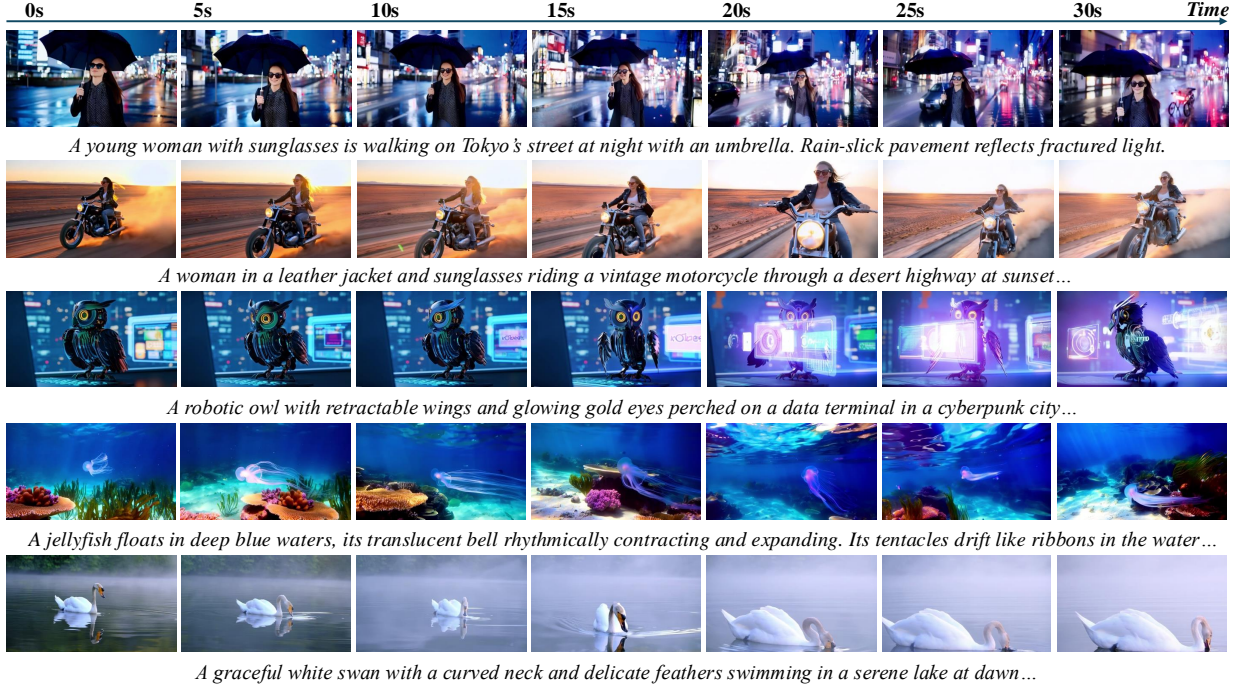 0s 5s 10s 15s 20s 25s 30s Time
A young woman with sunglasses is walking on Tokyo's street at night with an umbrella. Rain-slick pavement reflects fractured light.
A woman in a leather jacket and sunglasses riding a vintage motorcycle through a desert highway at sunset…
A robotic owl with retractable wings and glowing gold eyes perched on a data terminal in a cyberpunk city…
A jellyfish floats in deep blue waters, its translucent bell rhythmically contracting and expanding. Its tentacles drift like ribbons in the water…
A graceful white swan with a curved neck and delicate feathers swimming in a serene lake at dawn…